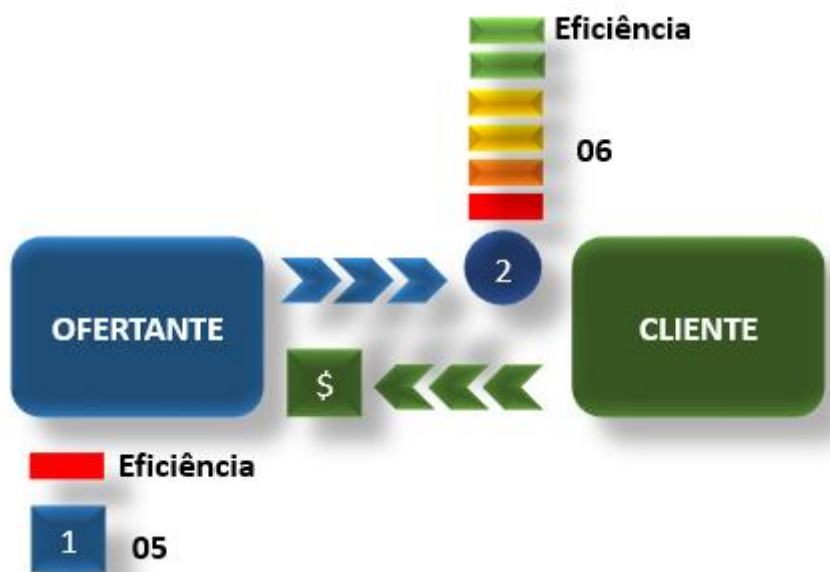 Eficiência
06
2
OFERTANTE
CLIENTE
$
Eficiência
1
05